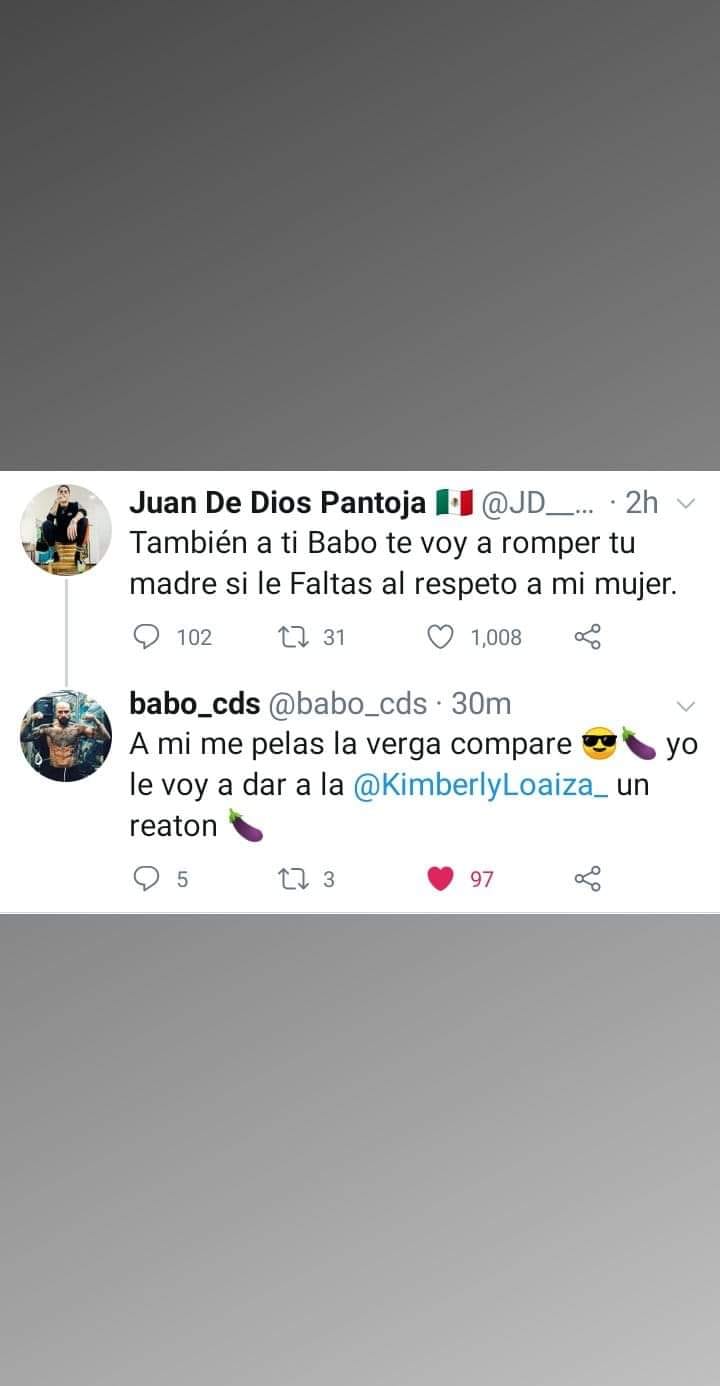 Juan De Dios Pantoja 🇲🇽 @JD__... · 2h
También a ti Babo te voy a romper tu
madre si le Faltas al respeto a mi mujer.
102 31 1,008
babo_cds @babo_cds · 30m
A mi me pelas la verga compare 😎🍆 yo
le voy a dar a la @KimberlyLoaiza_ un
reaton 🍆
5 3 97